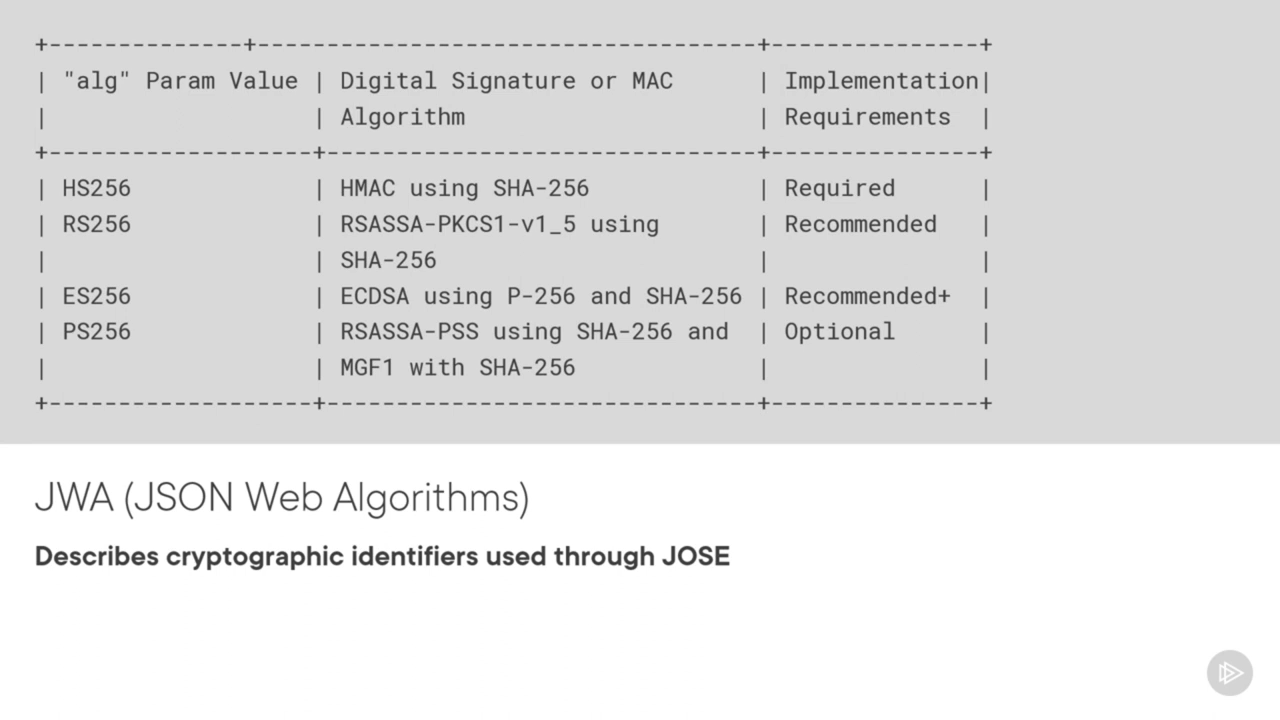 +--------------+------------------------------------+---------------+
| "alg" Param Value | Digital Signature or MAC | Implementation|
| | Algorithm | Requirements |
+-------------------+-------------------------------+---------------+
| HS256 | HMAC using SHA-256 | Required |
| RS256 | RSASSA-PKCS1-v1_5 using | Recommended |
| | SHA-256 | |
| ES256 | ECDSA using P-256 and SHA-256 | Recommended+ |
| PS256 | RSASSA-PSS using SHA-256 and | Optional |
| | MGF1 with SHA-256 | |
+-------------------+-------------------------------+---------------+
JWA (JSON Web Algorithms)
Describes cryptographic identifiers used through JOSE